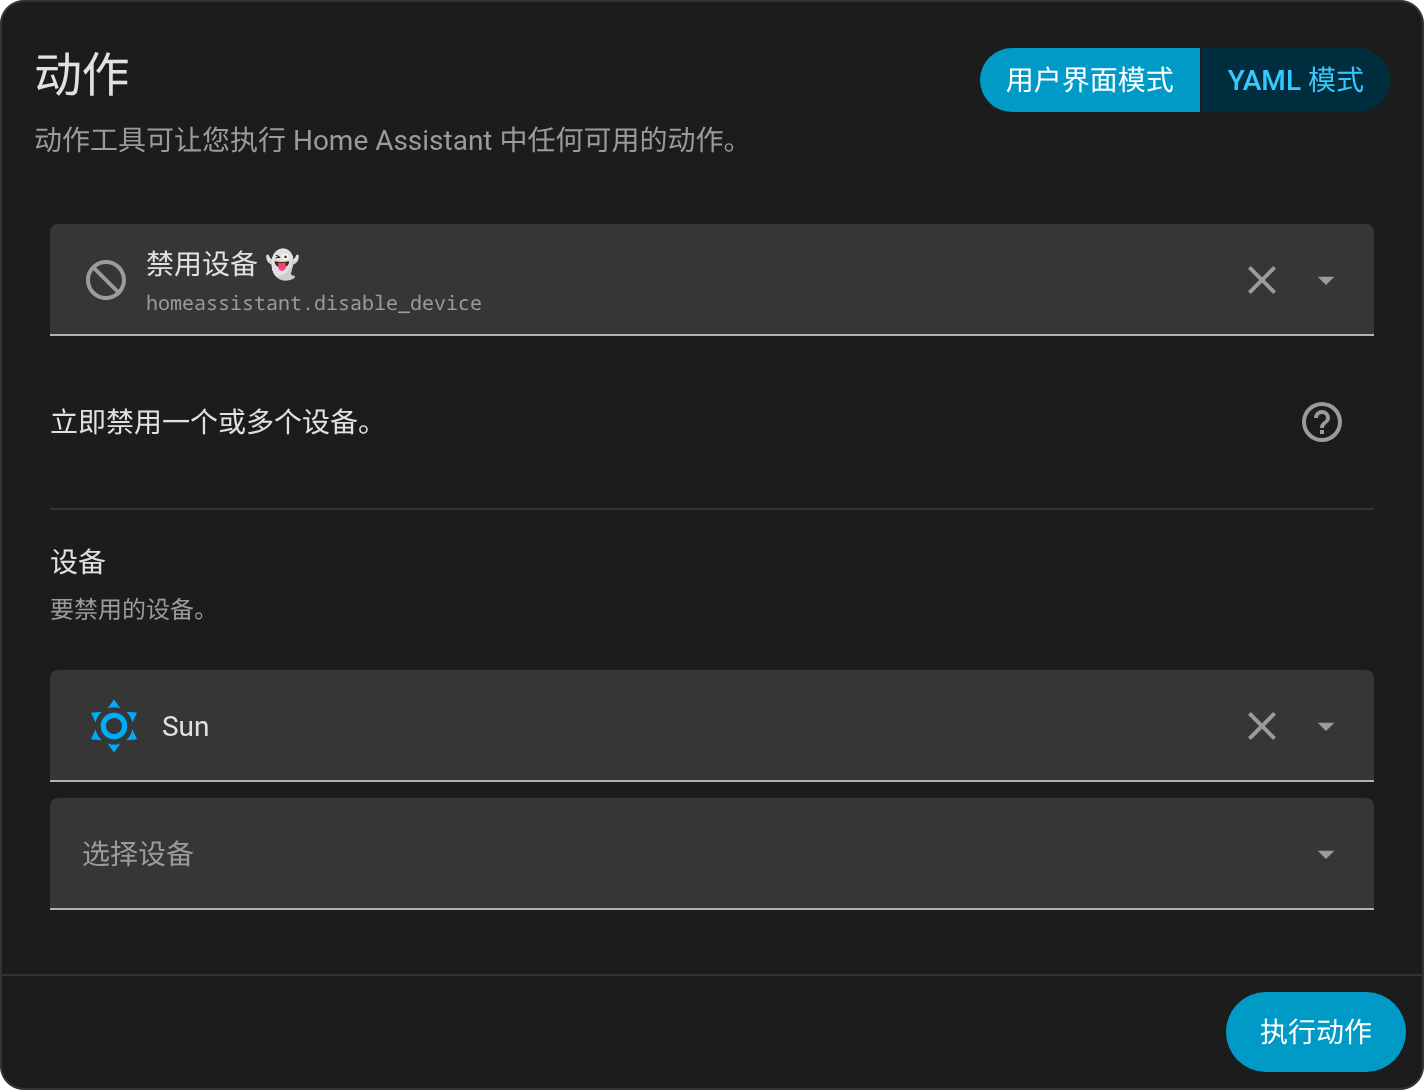 动作
用户界面模式
YAML 模式
动作工具可让您执行 Home Assistant 中任何可用的动作。
禁用设备 👻
homeassistant.disable_device
立即禁用一个或多个设备。
设备
要禁用的设备。
Sun
选择设备
执行动作